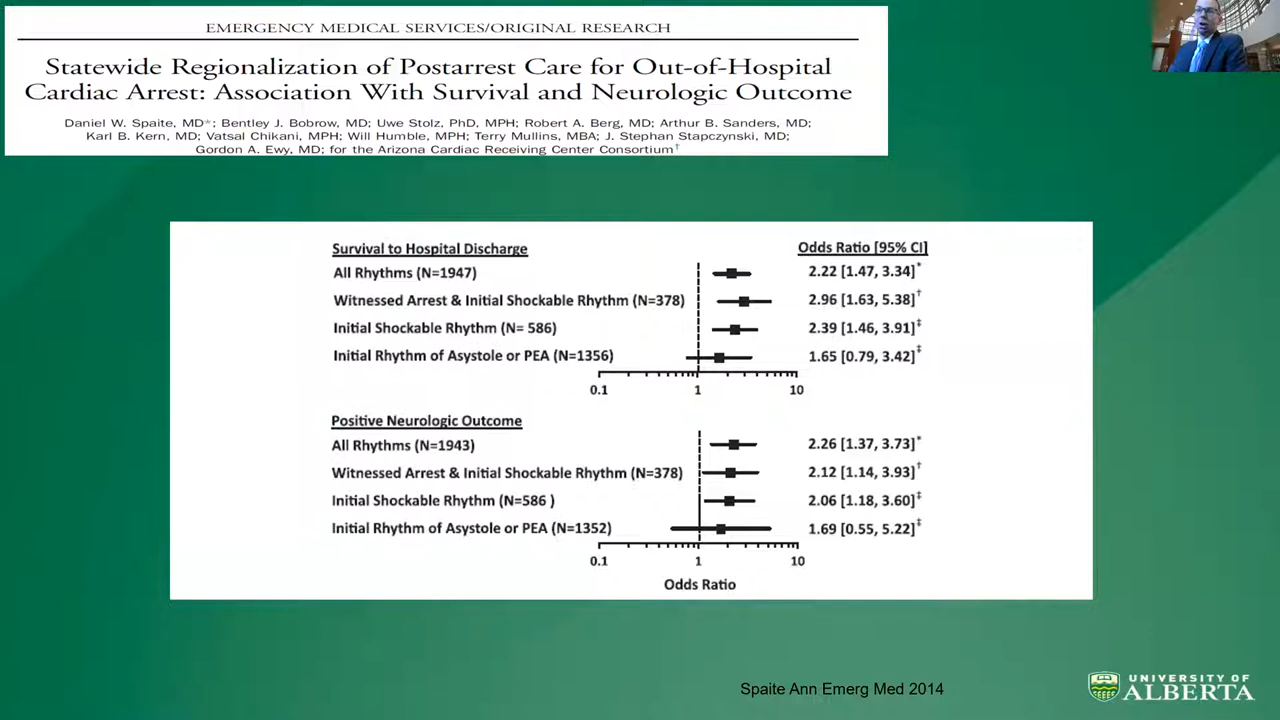 EMERGENCY MEDICAL SERVICES/ORIGINAL RESEARCH
Statewide Regionalization of Postarrest Care for Out-of-Hospital
Cardiac Arrest: Association With Survival and Neurologic Outcome
Daniel W. Spaite, MD*; Bentley J. Bobrow, MD; Uwe Stolz, PhD, MPH; Robert A. Berg, MD; Arthur B. Sanders, MD;
Karl B. Kern, MD; Vatsal Chikani, MPH; Will Humble, MPH; Terry Mullins, MBA; J. Stephan Stapczynski, MD;
Gordon A. Ewy, MD; for the Arizona Cardiac Receiving Center Consortium†
Survival to Hospital Discharge Odds Ratio [95% CI]
All Rhythms (N=1947) 2.22 [1.47, 3.34]*
Witnessed Arrest & Initial Shockable Rhythm (N=378) 2.96 [1.63, 5.38]†
Initial Shockable Rhythm (N= 586) 2.39 [1.46, 3.91]‡
Initial Rhythm of Asystole or PEA (N=1356) 1.65 [0.79, 3.42]‡
0.1 1 10
Positive Neurologic Outcome
All Rhythms (N=1943) 2.26 [1.37, 3.73]*
Witnessed Arrest & Initial Shockable Rhythm (N=378) 2.12 [1.14, 3.93]†
Initial Shockable Rhythm (N=586 ) 2.06 [1.18, 3.60]‡
Initial Rhythm of Asystole or PEA (N=1352) 1.69 [0.55, 5.22]‡
0.1 1 10
Odds Ratio
Spaite Ann Emerg Med 2014
UNIVERSITY OF
ALBERTA